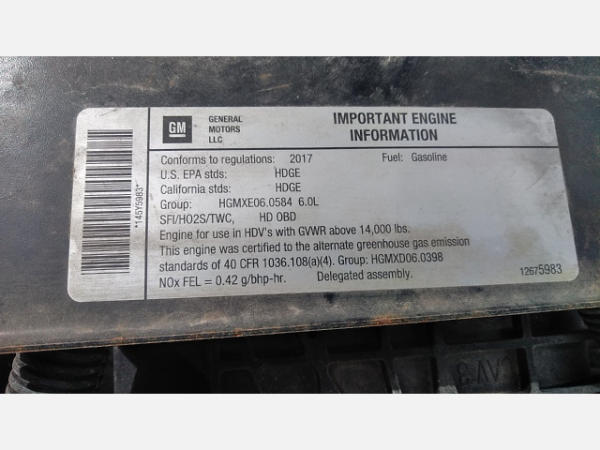 GM
GENERAL
MOTORS
LLC
IMPORTANT ENGINE
INFORMATION
Conforms to regulations: 2017 Fuel: Gasoline
U.S. EPA stds: HDGE
California stds: HDGE
Group: HGMXE06.0584 6.0L
SFI/HO2S/TWC, HD OBD
Engine for use in HDV's with GVWR above 14,000 lbs.
This engine was certified to the alternate greenhouse gas emission
standards of 40 CFR 1036.108(a)(4). Group: HGMXD06.0398
NOx FEL = 0.42 g/bhp-hr. Delegated assembly.
12675983